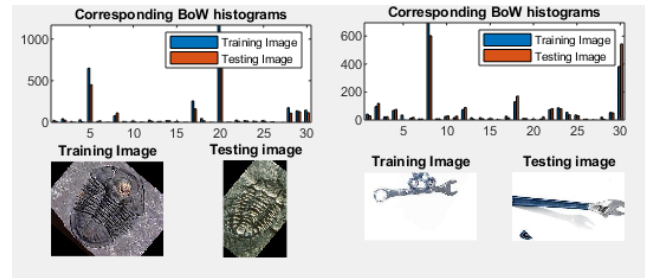 Corresponding BoW histograms
1000
500
0
Training Image
Testing Image
5 10 15 20 25 30
Training Image
Testing image
Corresponding BoW histograms
600
400
200
0
Training Image
Testing Image
5 10 15 20 25 30
Training Image
Testing image